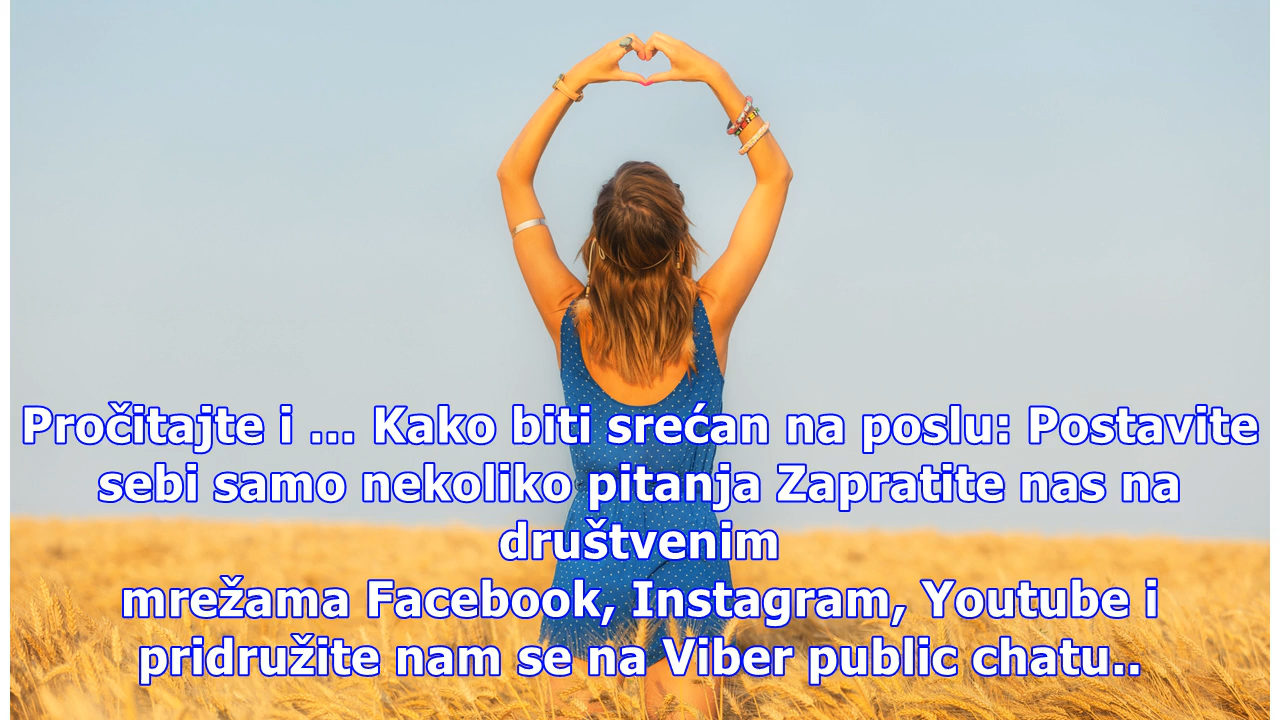 Pročitajte i ... Kako biti srećan na poslu: Postavite
sebi samo nekoliko pitanja Zapratite nas na
društvenim
mrežama Facebook, Instagram, Youtube i
pridružite nam se na Viber public chatu..